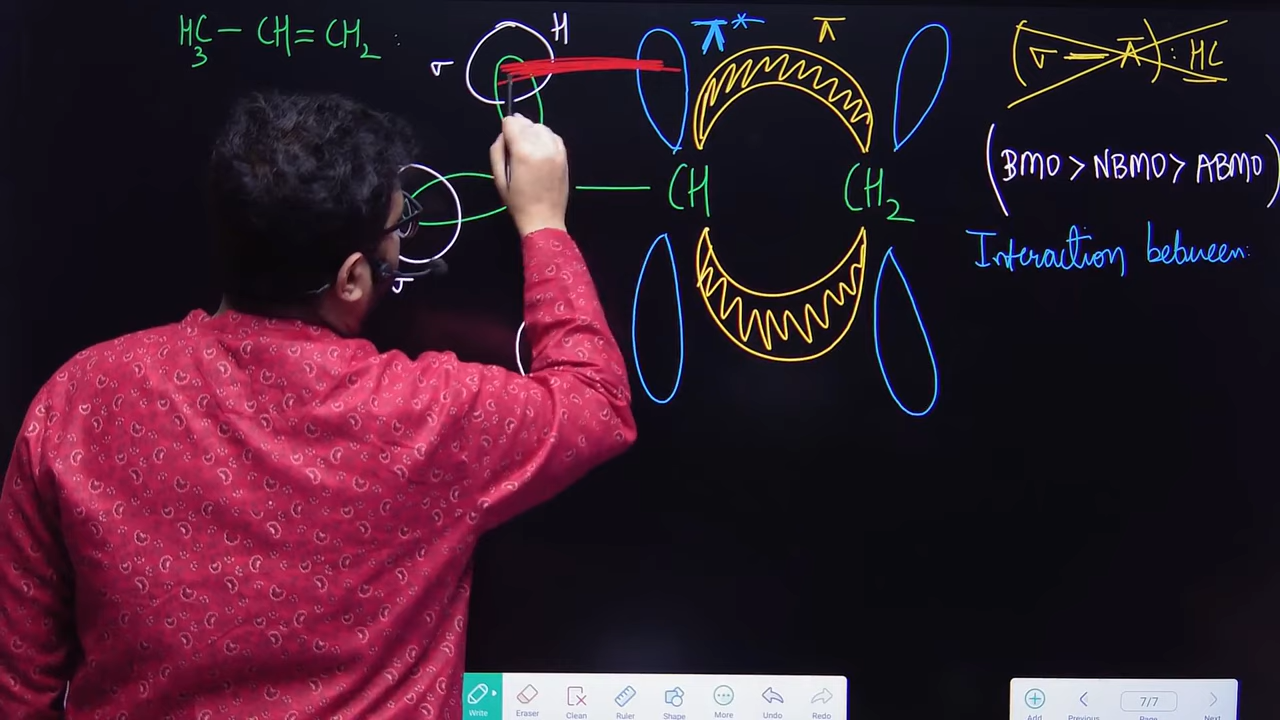 H₃C − CH = CH₂ :
H
σ
π*
π
(σ — π) : HC
(BMO > NBMO > ABMO)
CH
CH₂
Interaction between:
σ
Write
Eraser
Clean
Ruler
Shape
More
Undo
Redo
Add
7/7
Previous
Page
Next